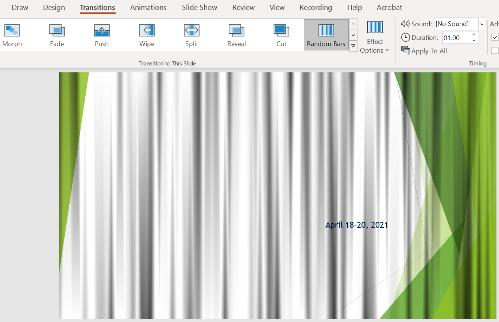 Draw Design Transitions Animations Slide Show Review View Recording Help Acrobat
Morph Fade Push Wipe Split Reveal Cut Random Bars Effect Options
Sound: [No Sound]
Duration: 01.00
Apply To All
Transition to This Slide Timing
April 18-20, 2021